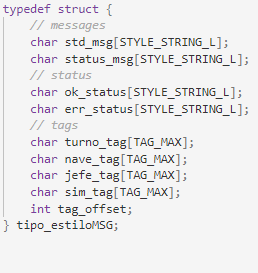 typedef struct {
    // messages
    char std_msg[STYLE_STRING_L];
    char status_msg[STYLE_STRING_L];
    // status
    char ok_status[STYLE_STRING_L];
    char err_status[STYLE_STRING_L];
    // tags
    char turno_tag[TAG_MAX];
    char nave_tag[TAG_MAX];
    char jefe_tag[TAG_MAX];
    char sim_tag[TAG_MAX];
    int tag_offset;
} tipo_estiloMSG;